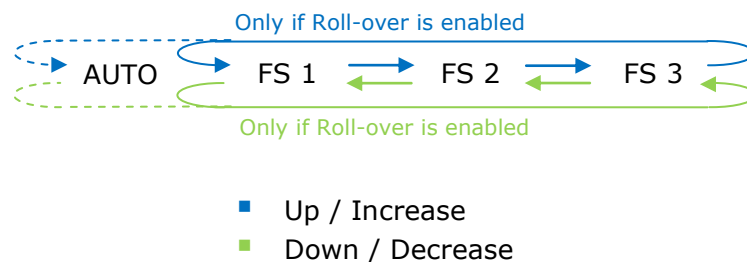 Only if Roll-over is enabled
AUTO FS 1 FS 2 FS 3
Only if Roll-over is enabled
Up / Increase
Down / Decrease